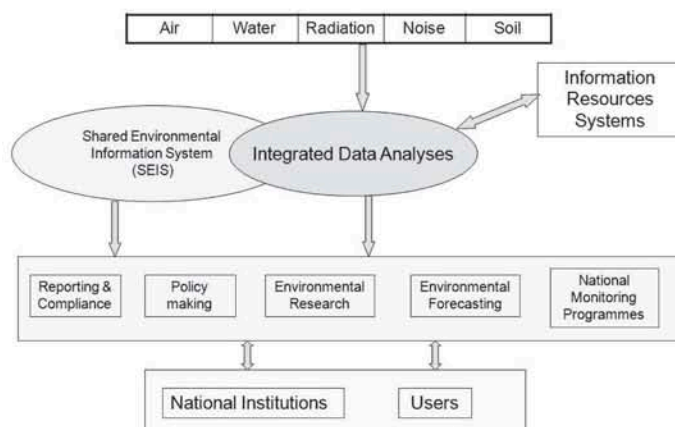 Air Water Radiation Noise Soil
Information
Resources
Systems
Shared Environmental
Information System
(SEIS)
Integrated Data Analyses
Reporting &
Compliance
Policy
making
Environmental
Research
Environmental
Forecasting
National
Monitoring
Programmes
National Institutions
Users